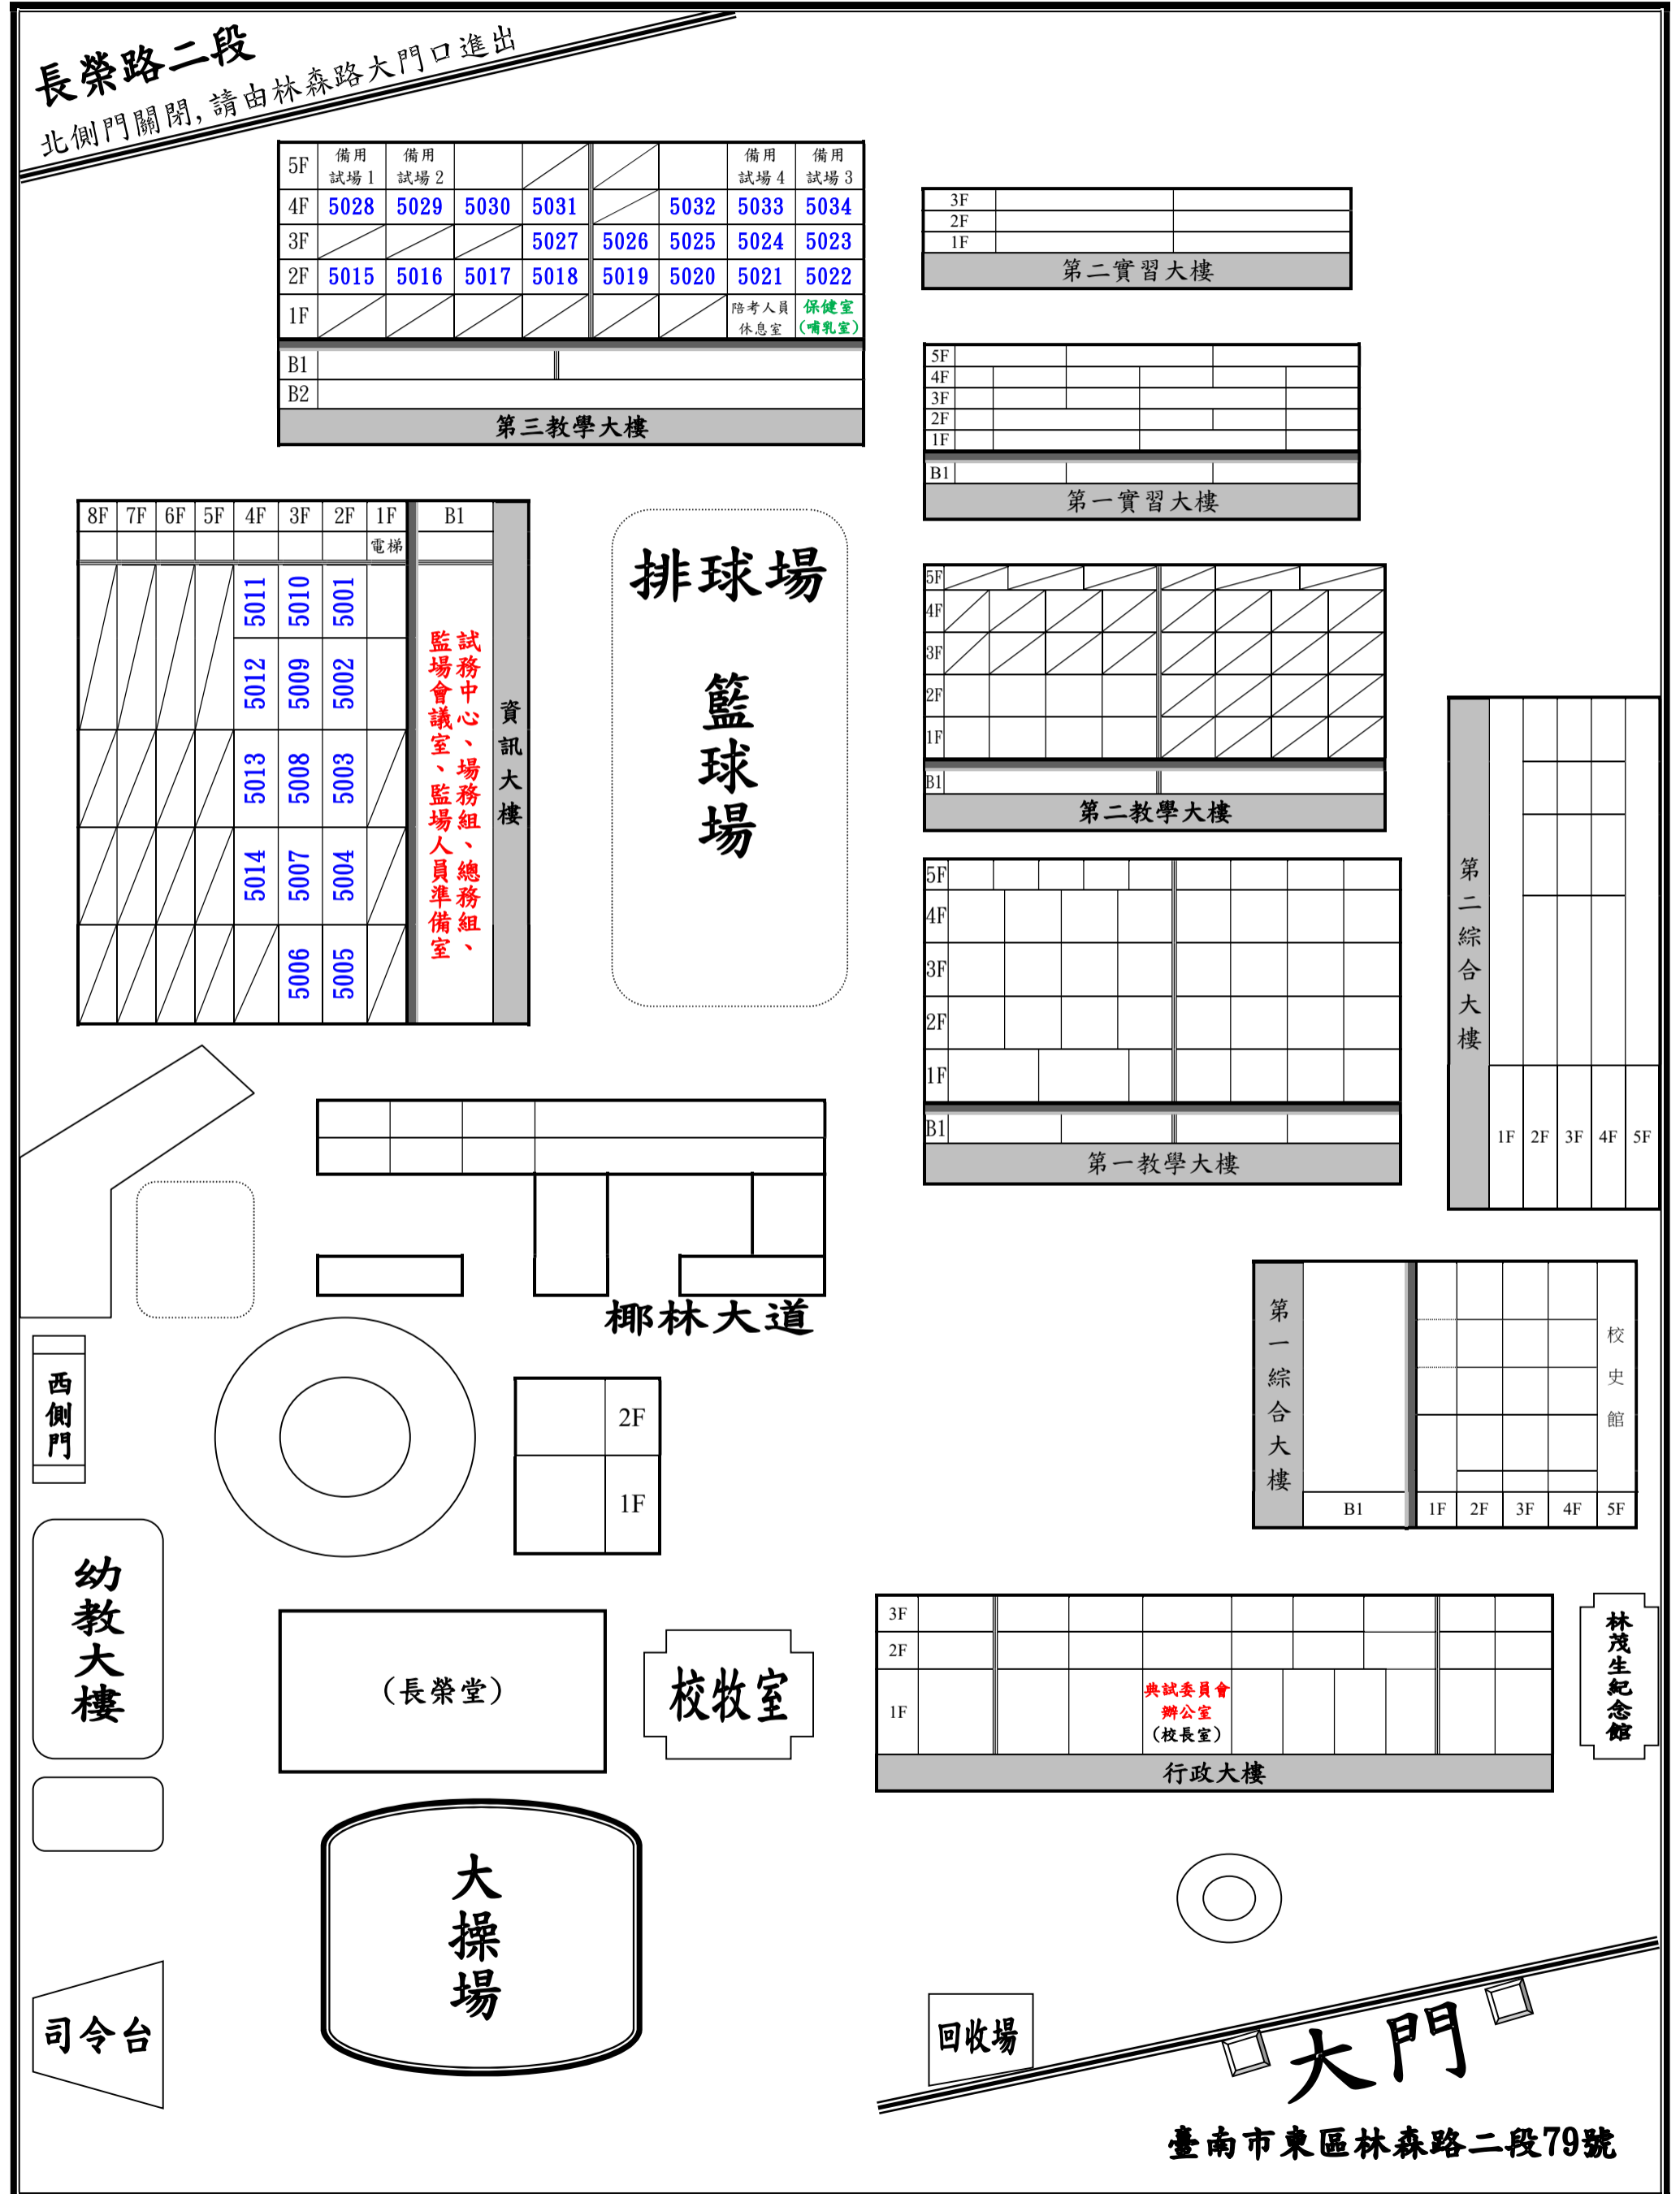 長榮路二段
北側門關閉,請由林森路大門口進出
5F 備用試場1 備用試場2 備用試場4 備用試場3
4F 5028 5029 5030 5031 5032 5033 5034
3F 5027 5026 5025 5024 5023
2F 5015 5016 5017 5018 5019 5020 5021 5022
1F 陪考人員休息室 保健室(哺乳室)
B1
B2
第三教學大樓
3F
2F
1F
第二實習大樓
5F
4F
3F
2F
1F
B1
第一實習大樓
8F 7F 6F 5F 4F 3F 2F 1F B1
電梯
5011 5010 5001
5012 5009 5002
5013 5008 5003
5014 5007 5004
5006 5005
試務中心、場務組、總務組、
監場會議室、監場人員準備室
資訊大樓
排球場
籃球場
5F
4F
3F
2F
1F
B1
第二教學大樓
5F
4F
3F
2F
1F
B1
第一教學大樓
第二綜合大樓
1F 2F 3F 4F 5F
椰林大道
西側門
2F
1F
第一綜合大樓
校史館
B1 1F 2F 3F 4F 5F
幼教大樓
(長榮堂)
校牧室
3F
2F
1F
典試委員會
辦公室
(校長室)
行政大樓
林茂生紀念館
大操場
司令台
回收場
大門
臺南市東區林森路二段79號